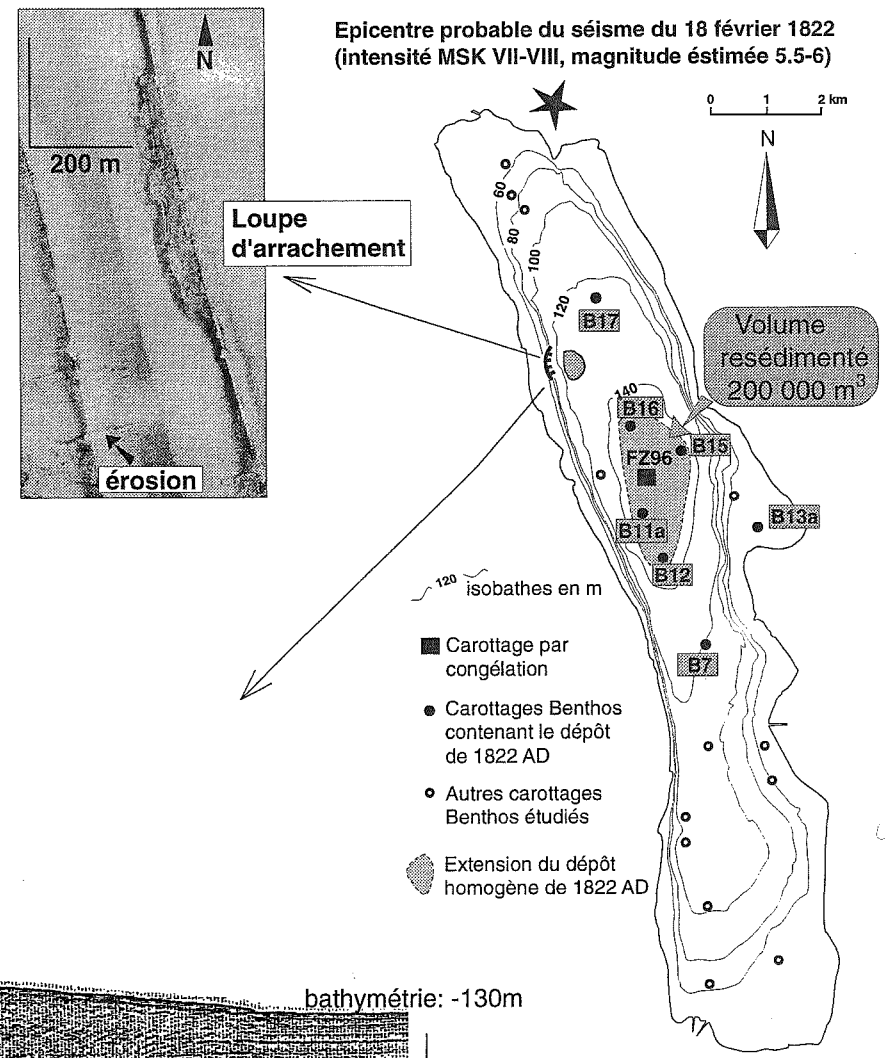 Epicentre probable du séisme du 18 février 1822
(intensité MSK VII-VIII, magnitude éstimée 5.5-6)
N
200 m
Loupe
d'arrachement
érosion
0 1 2 km
N
60
80
100
120
B17
Volume
resédimenté
200 000 m³
140
B16
B15
FZ96
B13a
B11a
B12
B7
120 isobathes en m
Carottage par
congélation
Carottages Benthos
contenant le dépôt
de 1822 AD
Autres carottages
Benthos étudiés
Extension du dépôt
homogène de 1822 AD
bathymétrie: -130m